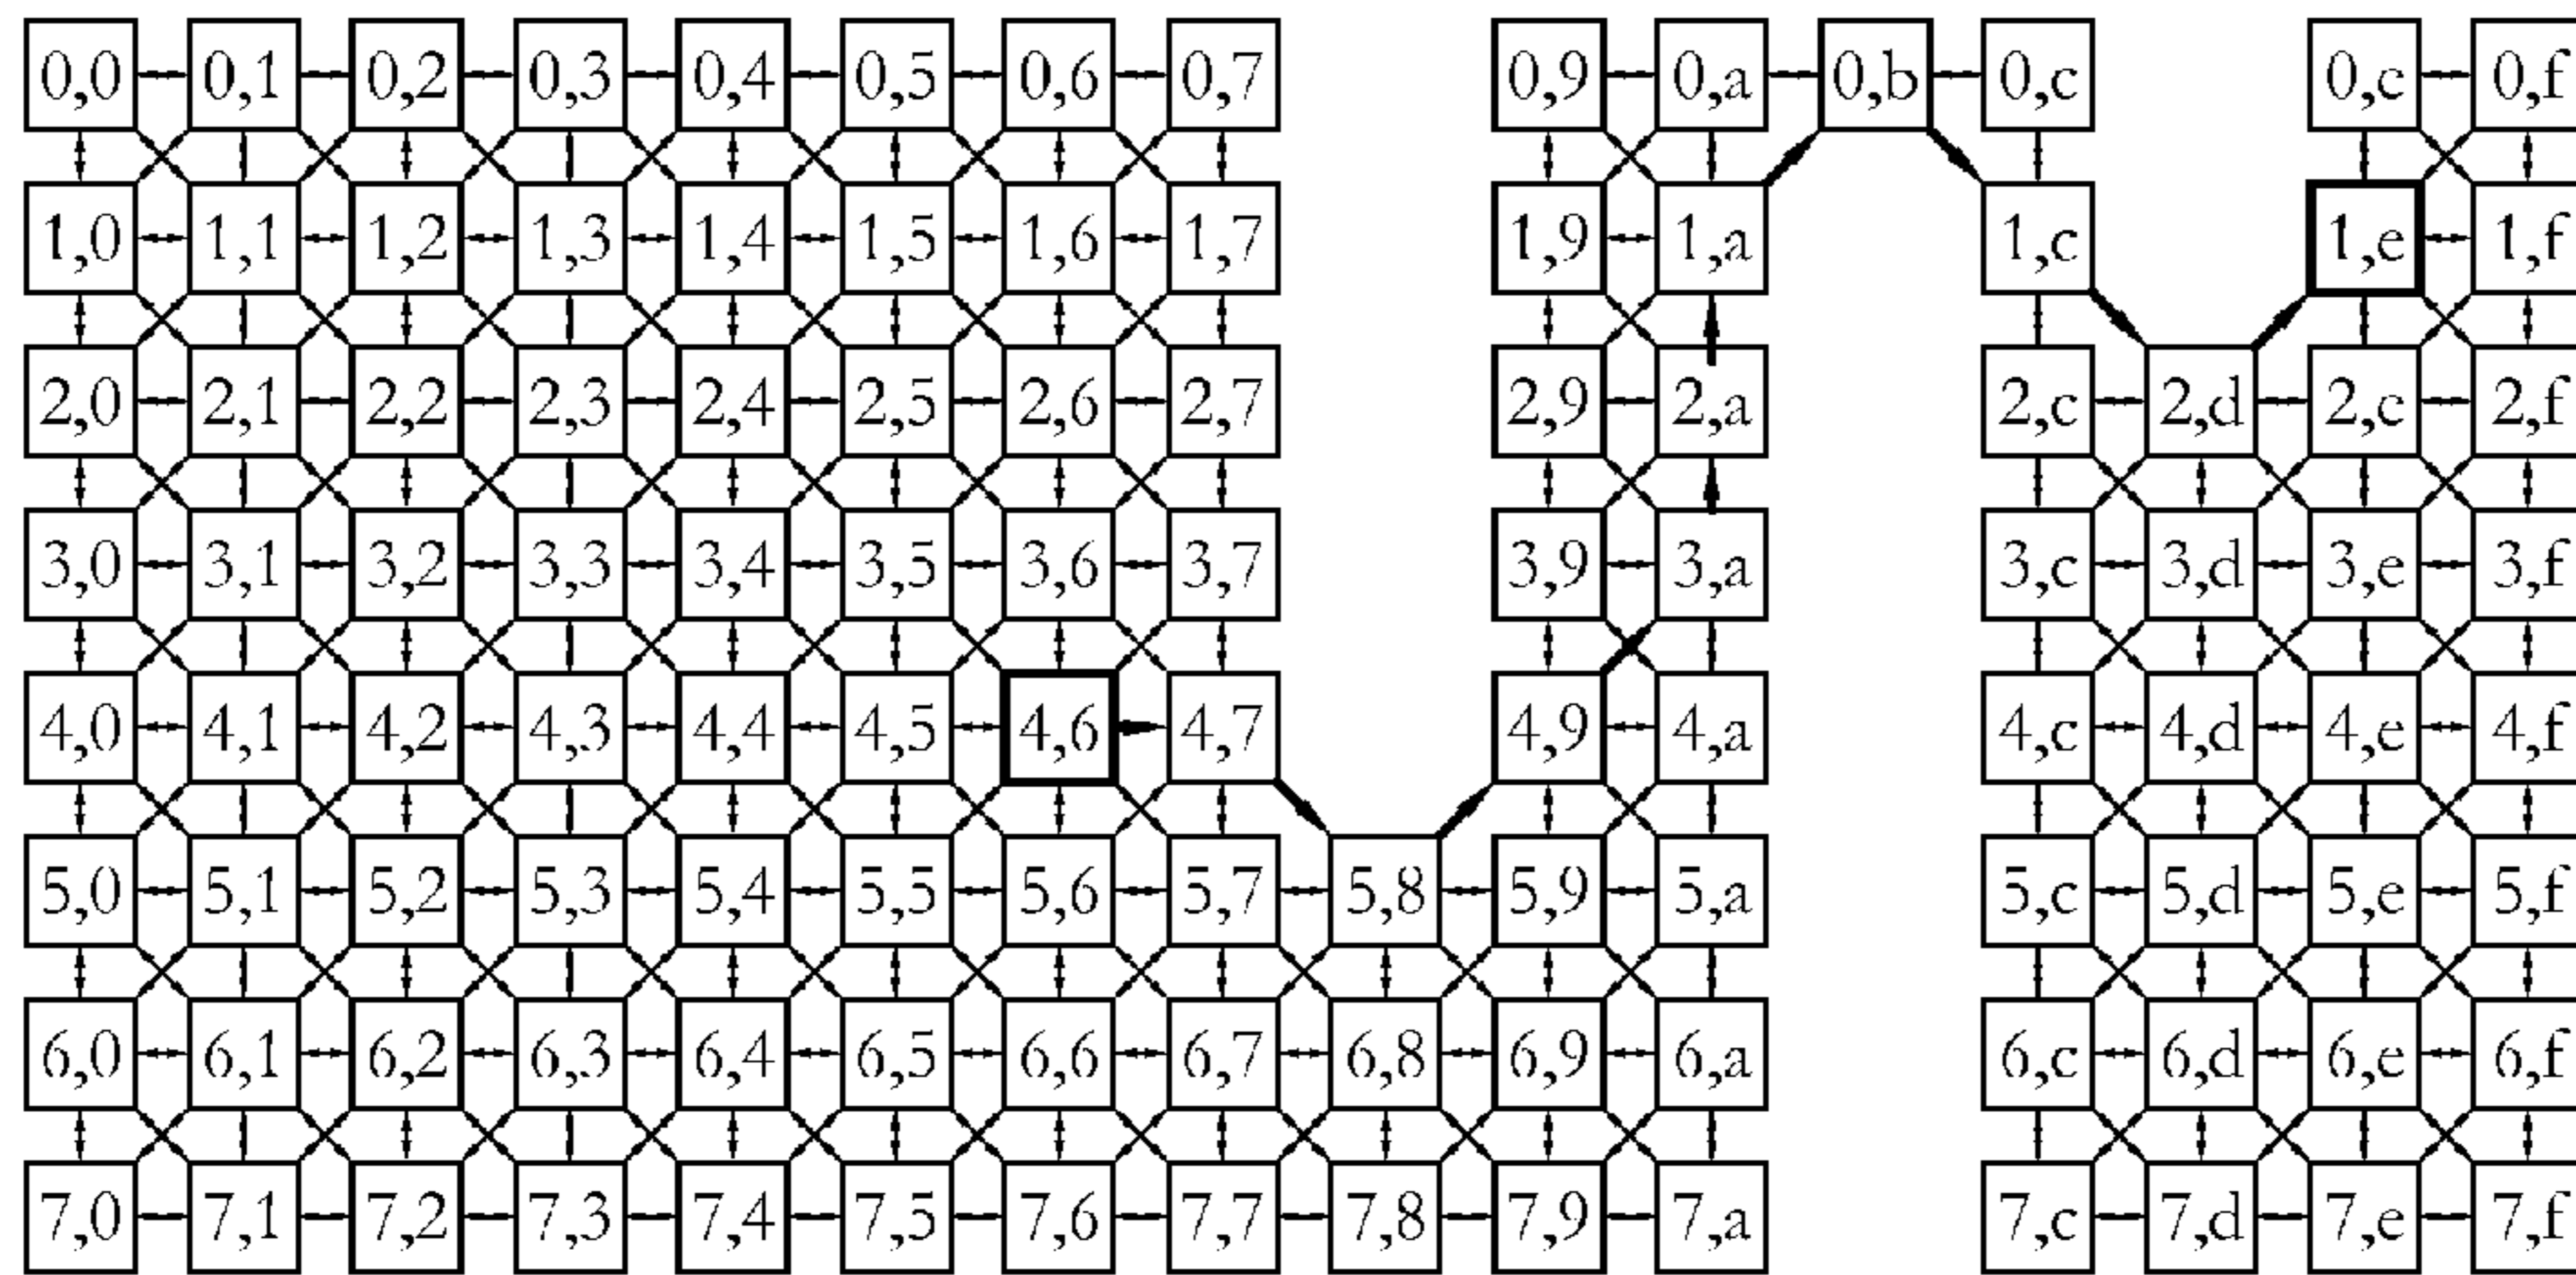 0,0 0,1 0,2 0,3 0,4 0,5 0,6 0,7 0,9 0,a 0,b 0,c 0,c 0,f
1,0 1,1 1,2 1,3 1,4 1,5 1,6 1,7 1,9 1,a 1,c 1,e 1,f
2,0 2,1 2,2 2,3 2,4 2,5 2,6 2,7 2,9 2,a 2,c 2,d 2,c 2,f
3,0 3,1 3,2 3,3 3,4 3,5 3,6 3,7 3,9 3,a 3,c 3,d 3,e 3,f
4,0 4,1 4,2 4,3 4,4 4,5 4,6 4,7 4,9 4,a 4,c 4,d 4,e 4,f
5,0 5,1 5,2 5,3 5,4 5,5 5,6 5,7 5,8 5,9 5,a 5,c 5,d 5,e 5,f
6,0 6,1 6,2 6,3 6,4 6,5 6,6 6,7 6,8 6,9 6,a 6,c 6,d 6,e 6,f
7,0 7,1 7,2 7,3 7,4 7,5 7,6 7,7 7,8 7,9 7,a 7,c 7,d 7,e 7,f